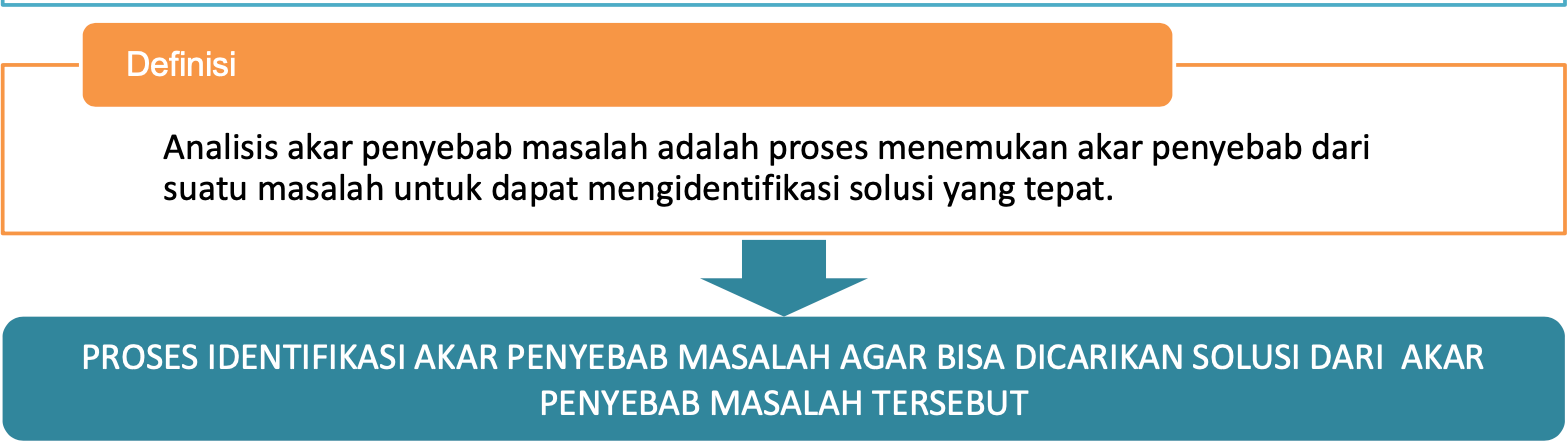 Definisi
Analisis akar penyebab masalah adalah proses menemukan akar penyebab dari
suatu masalah untuk dapat mengidentifikasi solusi yang tepat.
PROSES IDENTIFIKASI AKAR PENYEBAB MASALAH AGAR BISA DICARIKAN SOLUSI DARI  AKAR
PENYEBAB MASALAH TERSEBUT